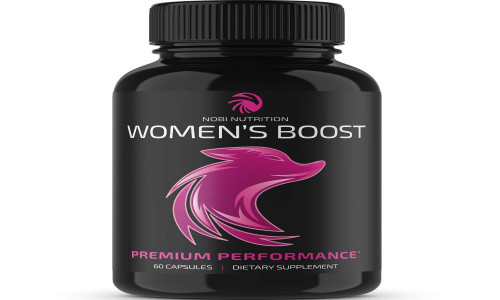 NOBI NUTRITION
WOMEN'S BOOST
PREMIUM PERFORMANCE*
60 CAPSULES | DIETARY SUPPLEMENT